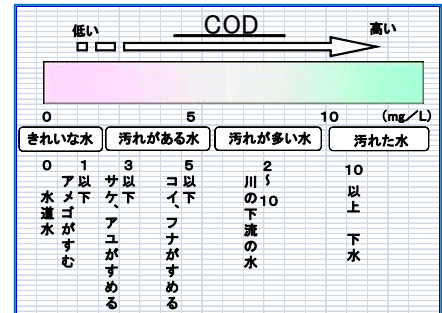 COD
低い
高い
0
5
10
(mg/L)
きれいな水
汚れがある水
汚れが多い水
汚れた水
0 水道水
1以下 アメゴがすむ
3以下 サケ、アユがすめる
5以下 コイ、フナがすめる
2～10 川の下流の水
10以上 下水